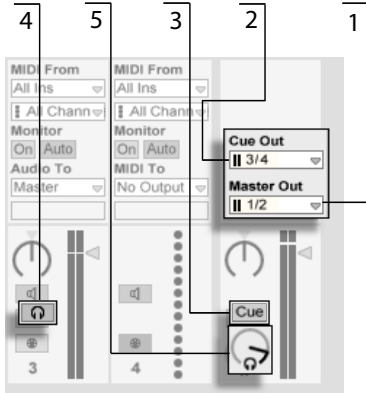 4 5 3 2 1
MIDI From MIDI From
All Ins All Ins
All Chann All Chann
Monitor Monitor
On Auto On Auto
Audio To MIDI To
Master No Output
Cue Out
3/4
Master Out
1/2
Cue
3 4